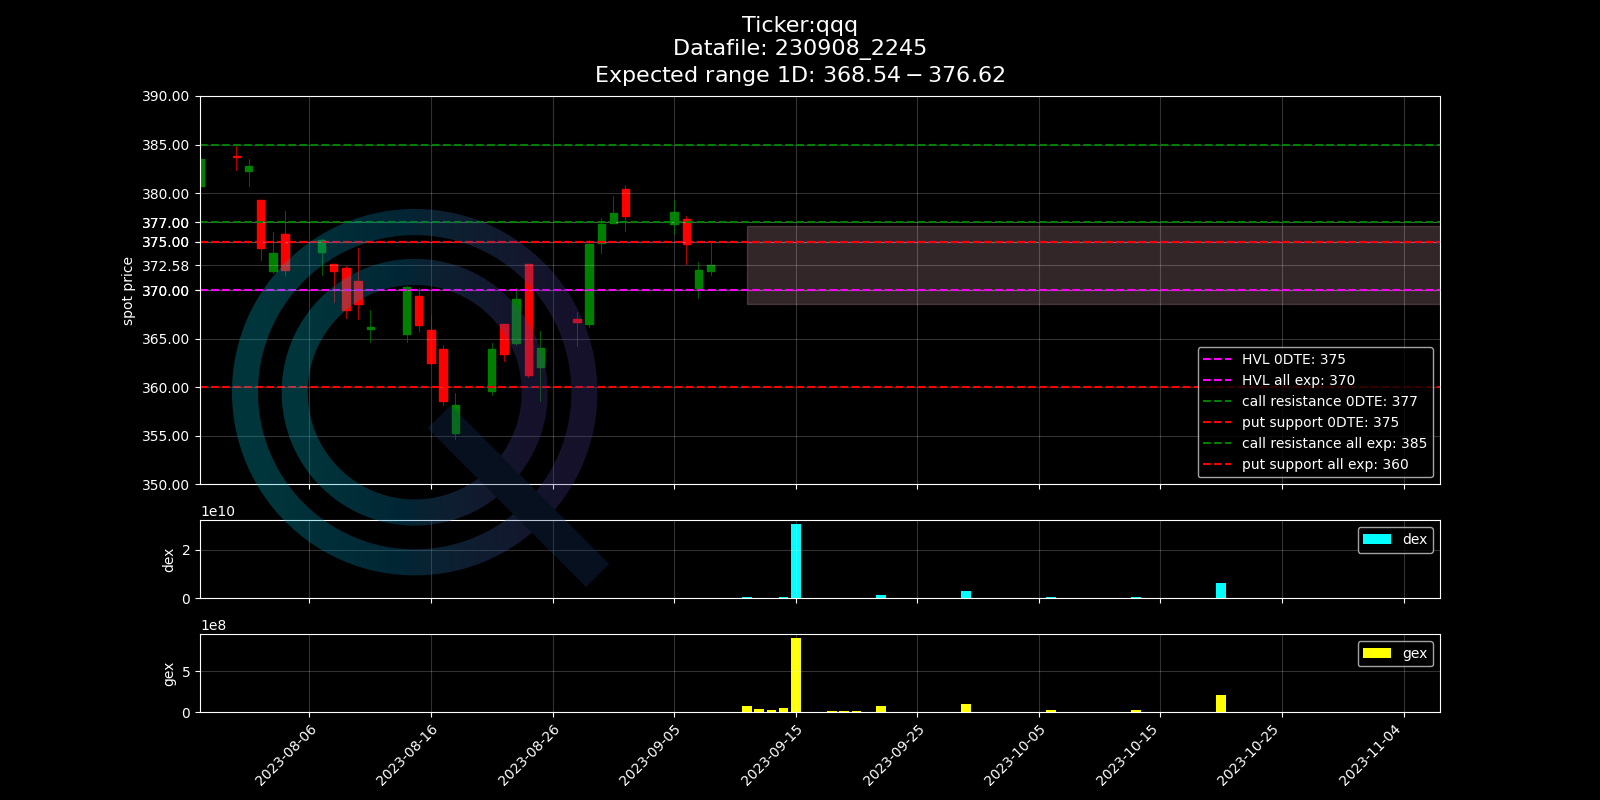 Ticker:qqq
Datafile: 230908_2245
Expected range 1D: 368.54 − 376.62
390.00
385.00
380.00
377.00
375.00
372.58
370.00
365.00
360.00
355.00
350.00
spot price
HVL 0DTE: 375
HVL all exp: 370
call resistance 0DTE: 377
put support 0DTE: 375
call resistance all exp: 385
put support all exp: 360
1e10
2
0
dex
dex
1e8
5
0
gex
gex
2023-08-06
2023-08-16
2023-08-26
2023-09-05
2023-09-15
2023-09-25
2023-10-05
2023-10-15
2023-10-25
2023-11-04